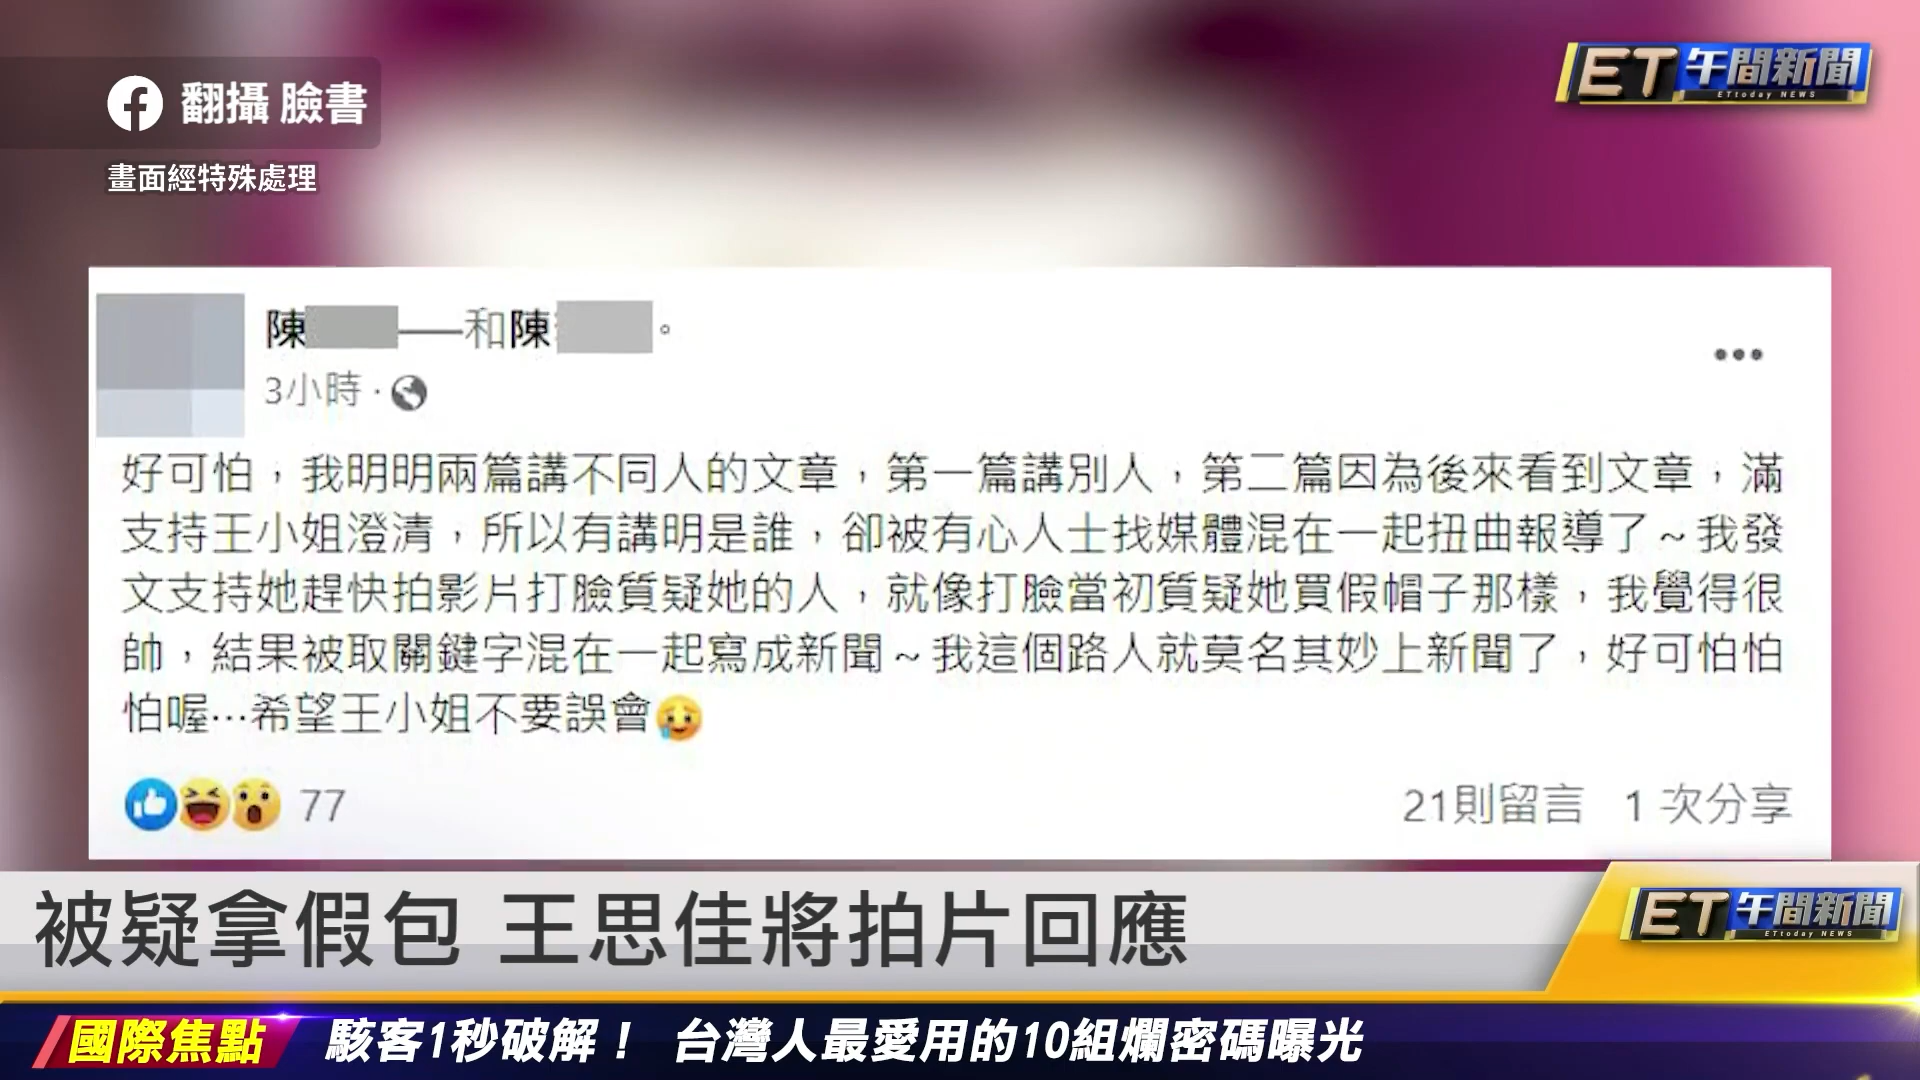 翻攝 臉書
畫面經特殊處理
ET 午間新聞
ETtoday NEWS
陳 ——和陳 。
3小時 ·
好可怕，我明明兩篇講不同人的文章，第一篇講別人，第二篇因為後來看到文章，滿
支持王小姐澄清，所以有講明是誰，卻被有心人士找媒體混在一起扭曲報導了~我發
文支持她趕快拍影片打臉質疑她的人，就像打臉當初質疑她買假帽子那樣，我覺得很
帥，結果被取關鍵字混在一起寫成新聞~我這個路人就莫名其妙上新聞了，好可怕怕
怕喔…希望王小姐不要誤會🥲
77
21則留言 1 次分享
被疑拿假包 王思佳將拍片回應
ET 午間新聞
ETtoday NEWS
國際焦點 駭客1秒破解！ 台灣人最愛用的10組爛密碼曝光